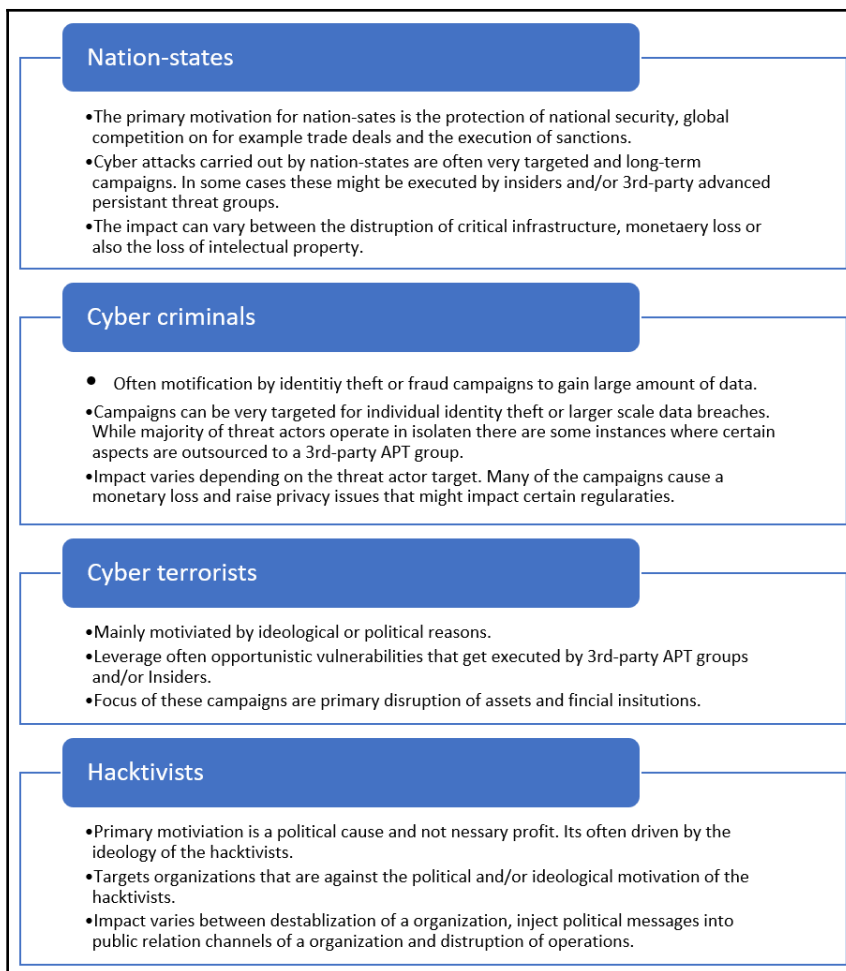 Nation-states
•The primary motivation for nation-sates is the protection of national security, global
competition on for example trade deals and the execution of sanctions.
•Cyber attacks carried out by nation-states are often very targeted and long-term
campaigns. In some cases these might be executed by insiders and/or 3rd-party advanced
persistant threat groups.
•The impact can vary between the distruption of critical infrastructure, monetaery loss or
also the loss of intelectual property.
Cyber criminals
• Often motification by identitiy theft or fraud campaigns to gain large amount of data.
•Campaigns can be very targeted for individual identity theft or larger scale data breaches.
While majority of threat actors operate in isolaten there are some instances where certain
aspects are outsourced to a 3rd-party APT group.
•Impact varies depending on the threat actor target. Many of the campaigns cause a
monetary loss and raise privacy issues that might impact certain regularaties.
Cyber terrorists
•Mainly motiviated by ideological or political reasons.
•Leverage often opportunistic vulnerabilities that get executed by 3rd-party APT groups
and/or Insiders.
•Focus of these campaigns are primary disruption of assets and fincial insitutions.
Hacktivists
•Primary motiviation is a political cause and not nessary profit. Its often driven by the
ideology of the hacktivists.
•Targets organizations that are against the political and/or ideological motivation of the
hacktivists.
•Impact varies between destablization of a organization, inject political messages into
public relation channels of a organization and distruption of operations.